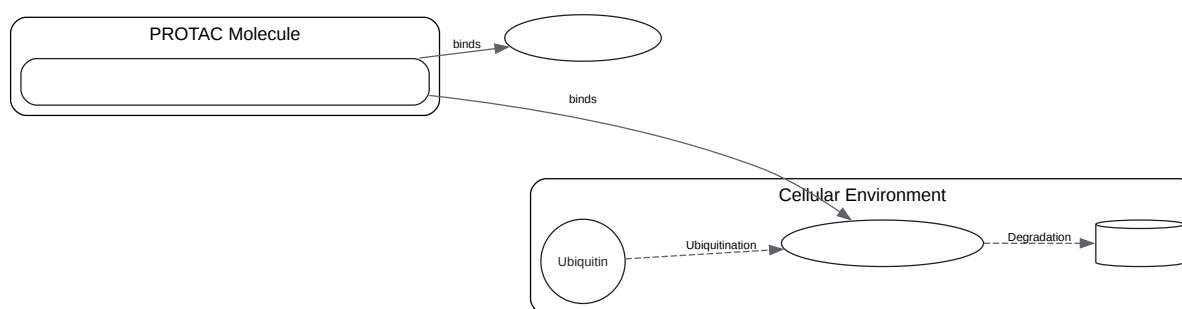 PROTAC Molecule
binds
binds
Cellular Environment
Ubiquitin
Ubiquitination
Degradation